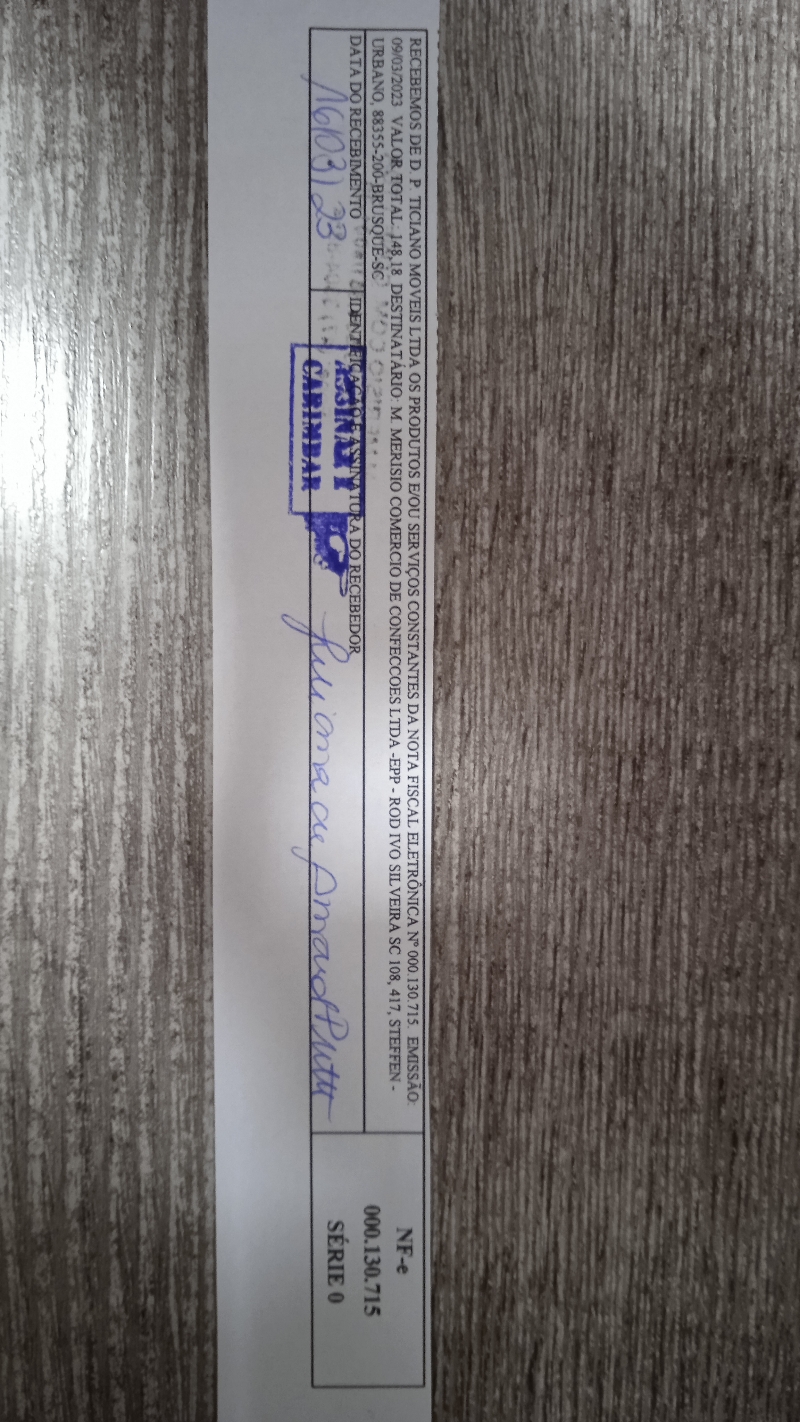 RECEBEMOS DE D. P. TICIANO MOVEIS LTDA OS PRODUTOS E/OU SERVIÇOS CONSTANTES DA NOTA FISCAL ELETRÔNICA Nº 000.130.715. EMISSÃO:
09/03/2023 VALOR TOTAL: 148,18 DESTINATÁRIO: M. MERISIO COMERCIO DE CONFECCOES LTDA -EPP - ROD IVO SILVEIRA SC 108, 417, STEFFEN -
URBANO, 88355-200-BRUSQUE-SC
DATA DO RECEBIMENTO
16/03/23
IDENTIFICAÇÃO E ASSINATURA DO RECEBEDOR
ASSINAR
CARIMBAR
NF-e
000.130.715
SÉRIE 0